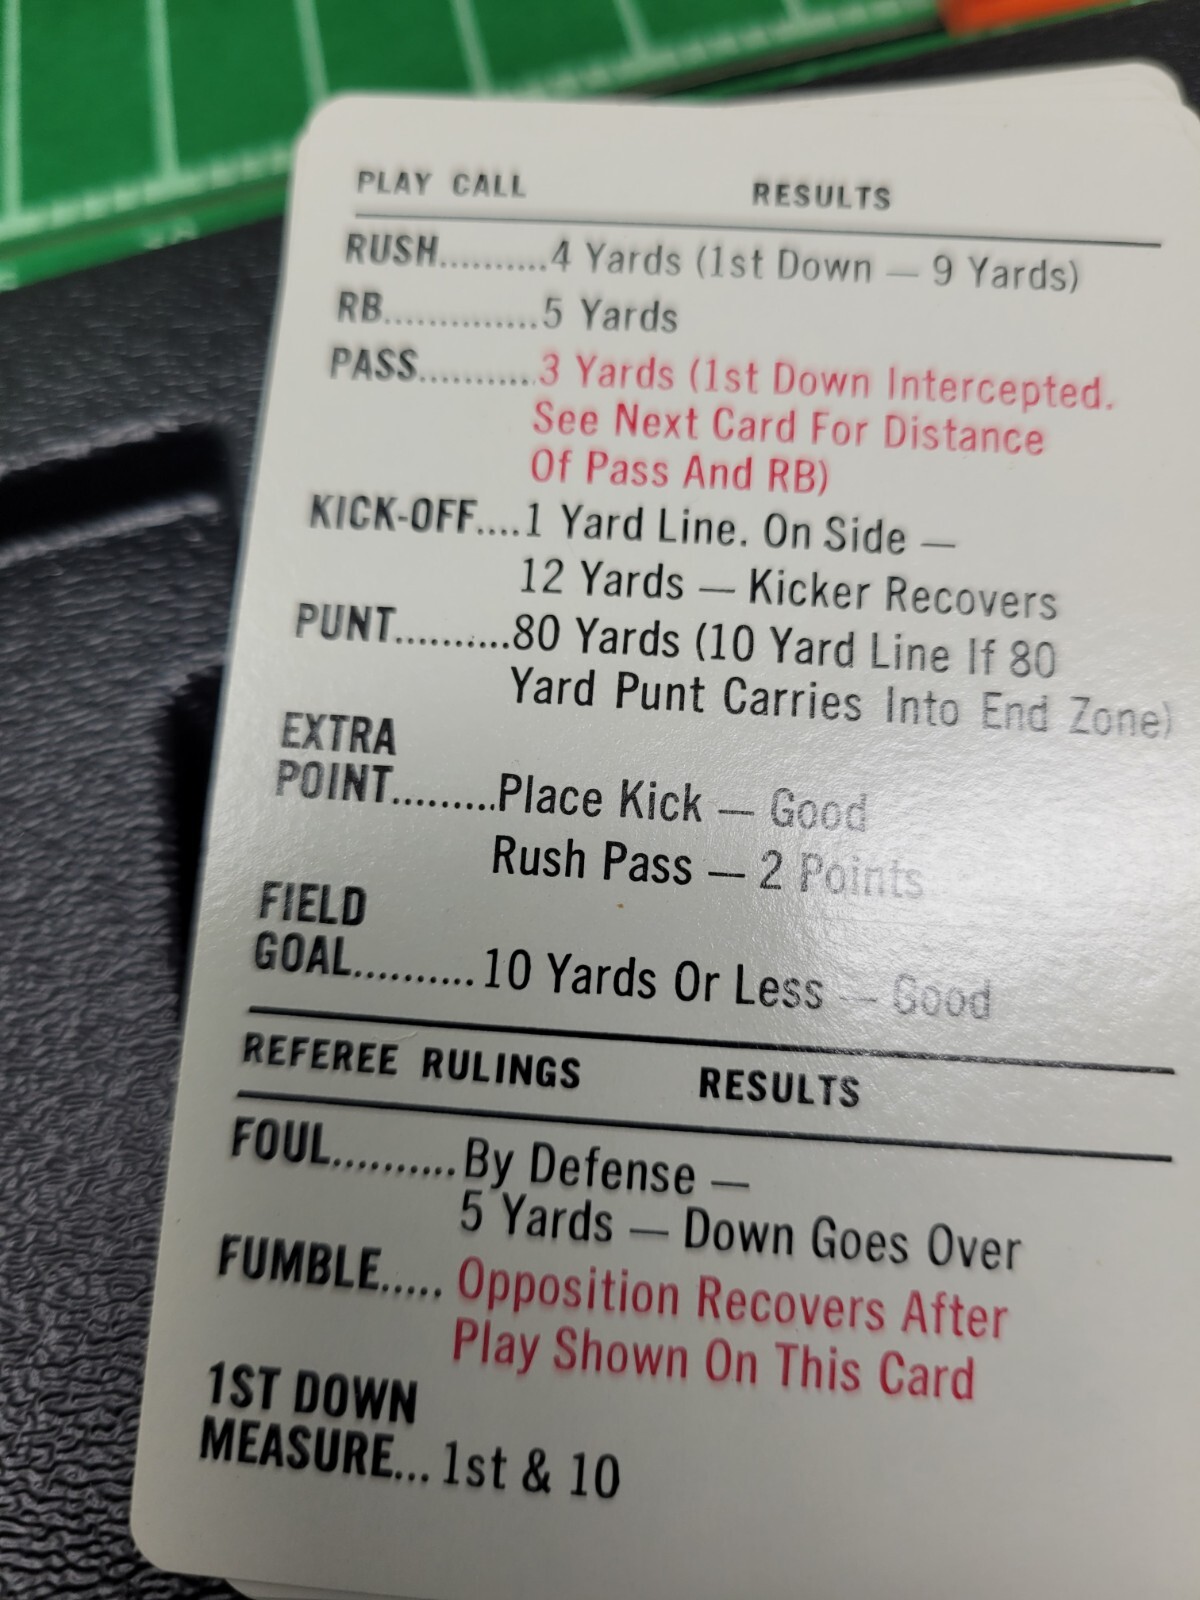 PLAY CALL RESULTS
RUSH..........4 Yards (1st Down — 9 Yards)
RB..............5 Yards
PASS...........3 Yards (1st Down Intercepted.
See Next Card For Distance
Of Pass And RB)
KICK-OFF....1 Yard Line. On Side —
12 Yards — Kicker Recovers
PUNT..........80 Yards (10 Yard Line If 80
Yard Punt Carries Into End Zone)
EXTRA
POINT.........Place Kick — Good
Rush Pass — 2 Points
FIELD
GOAL..........10 Yards Or Less — Good
REFEREE RULINGS RESULTS
FOUL..........By Defense —
5 Yards — Down Goes Over
FUMBLE.....Opposition Recovers After
Play Shown On This Card
1ST DOWN
MEASURE...1st & 10